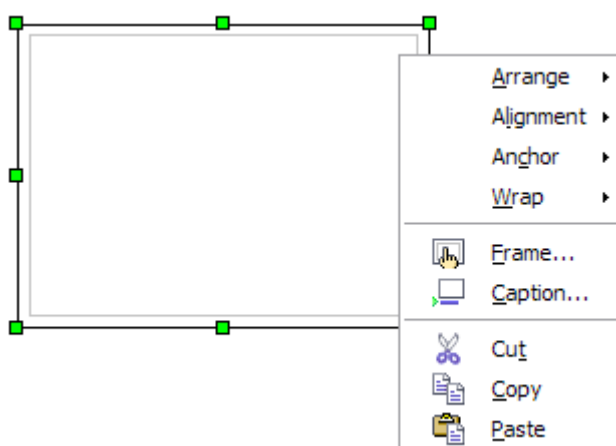 Arrange
Alignment
Anchor
Wrap
Frame...
Caption...
Cut
Copy
Paste